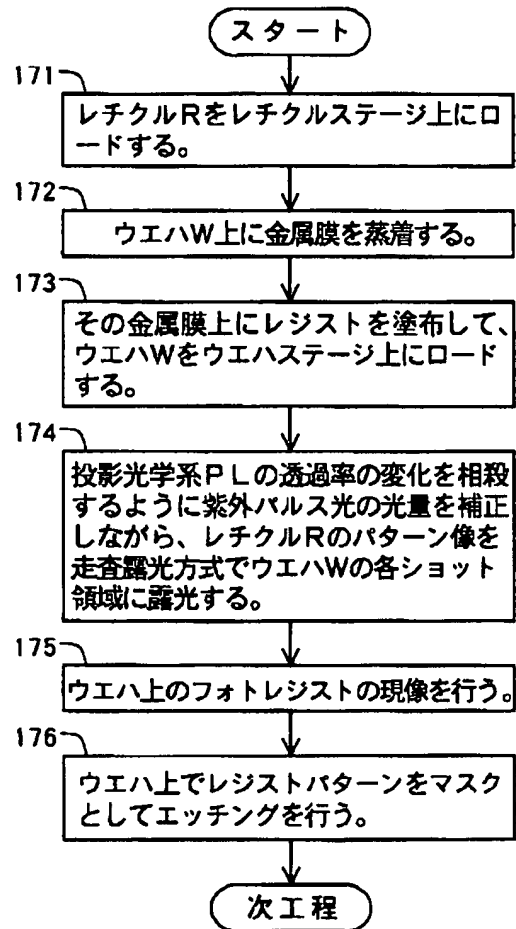 スタート
171
レチクルRをレチクルステージ上にロ
ードする。
172
ウエハW上に金属膜を蒸着する。
173
その金属膜上にレジストを塗布して、
ウエハWをウエハステージ上にロード
する。
174
投影光学系PLの透過率の変化を相殺
するように紫外パルス光の光量を補正
しながら、レチクルRのパターン像を
走査露光方式でウエハWの各ショット
領域に露光する。
175
ウエハ上のフォトレジストの現像を行う。
176
ウエハ上でレジストパターンをマスク
としてエッチングを行う。
次工程